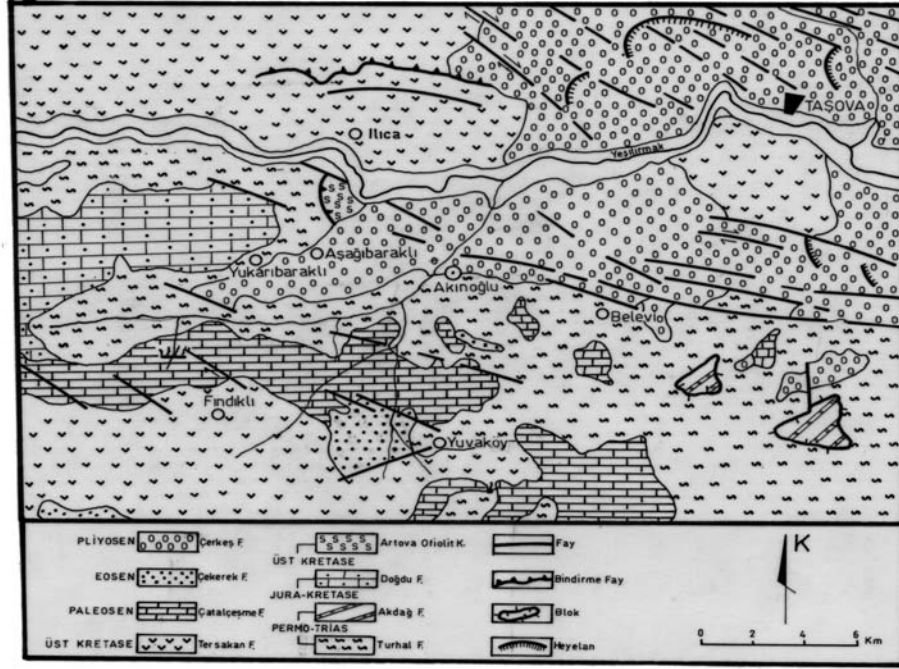 TAŞOVA
Ilıca
Yeşilırmak
Aşağıbaraklı
Yukarıbaraklı
Akınoğlu
Belevi
Fındıklı
Yuvaköy
PLİYOSEN Çerkeş F. Artova Ofiolit K. Fay K
ÜST KRETASE
EOSEN Çekerek F. Doğdu F. Bindirme Fay
JURA-KRETASE
PALEOSEN Çatalçeşme F. Akdağ F. Blok
PERMO-TRİAS
ÜST KRETASE Tersakan F. Turhal F. Heyelan
0 2 4 6 Km